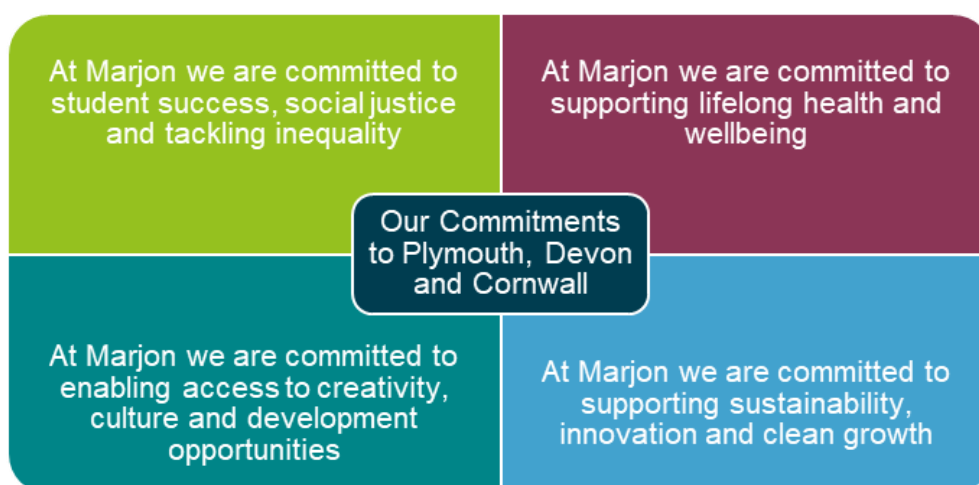 At Marjon we are committed to
student success, social justice
and tackling inequality
At Marjon we are committed to
supporting lifelong health and
wellbeing
Our Commitments
to Plymouth, Devon
and Cornwall
At Marjon we are committed to
enabling access to creativity,
culture and development
opportunities
At Marjon we are committed to
supporting sustainability,
innovation and clean growth